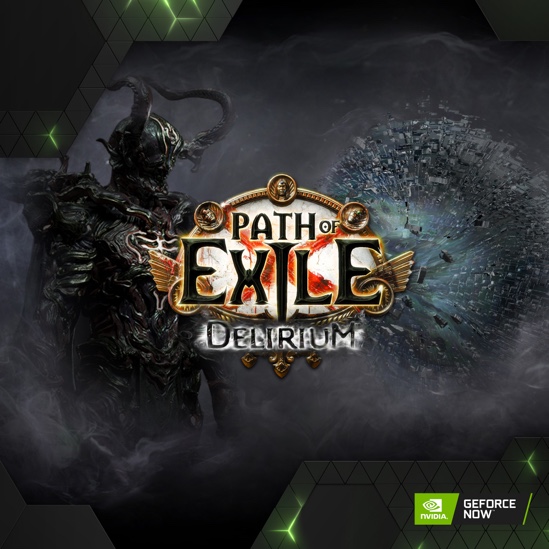 PATH OF
EXILE
DELIRIUM
NVIDIA.
GEFORCE
NOW